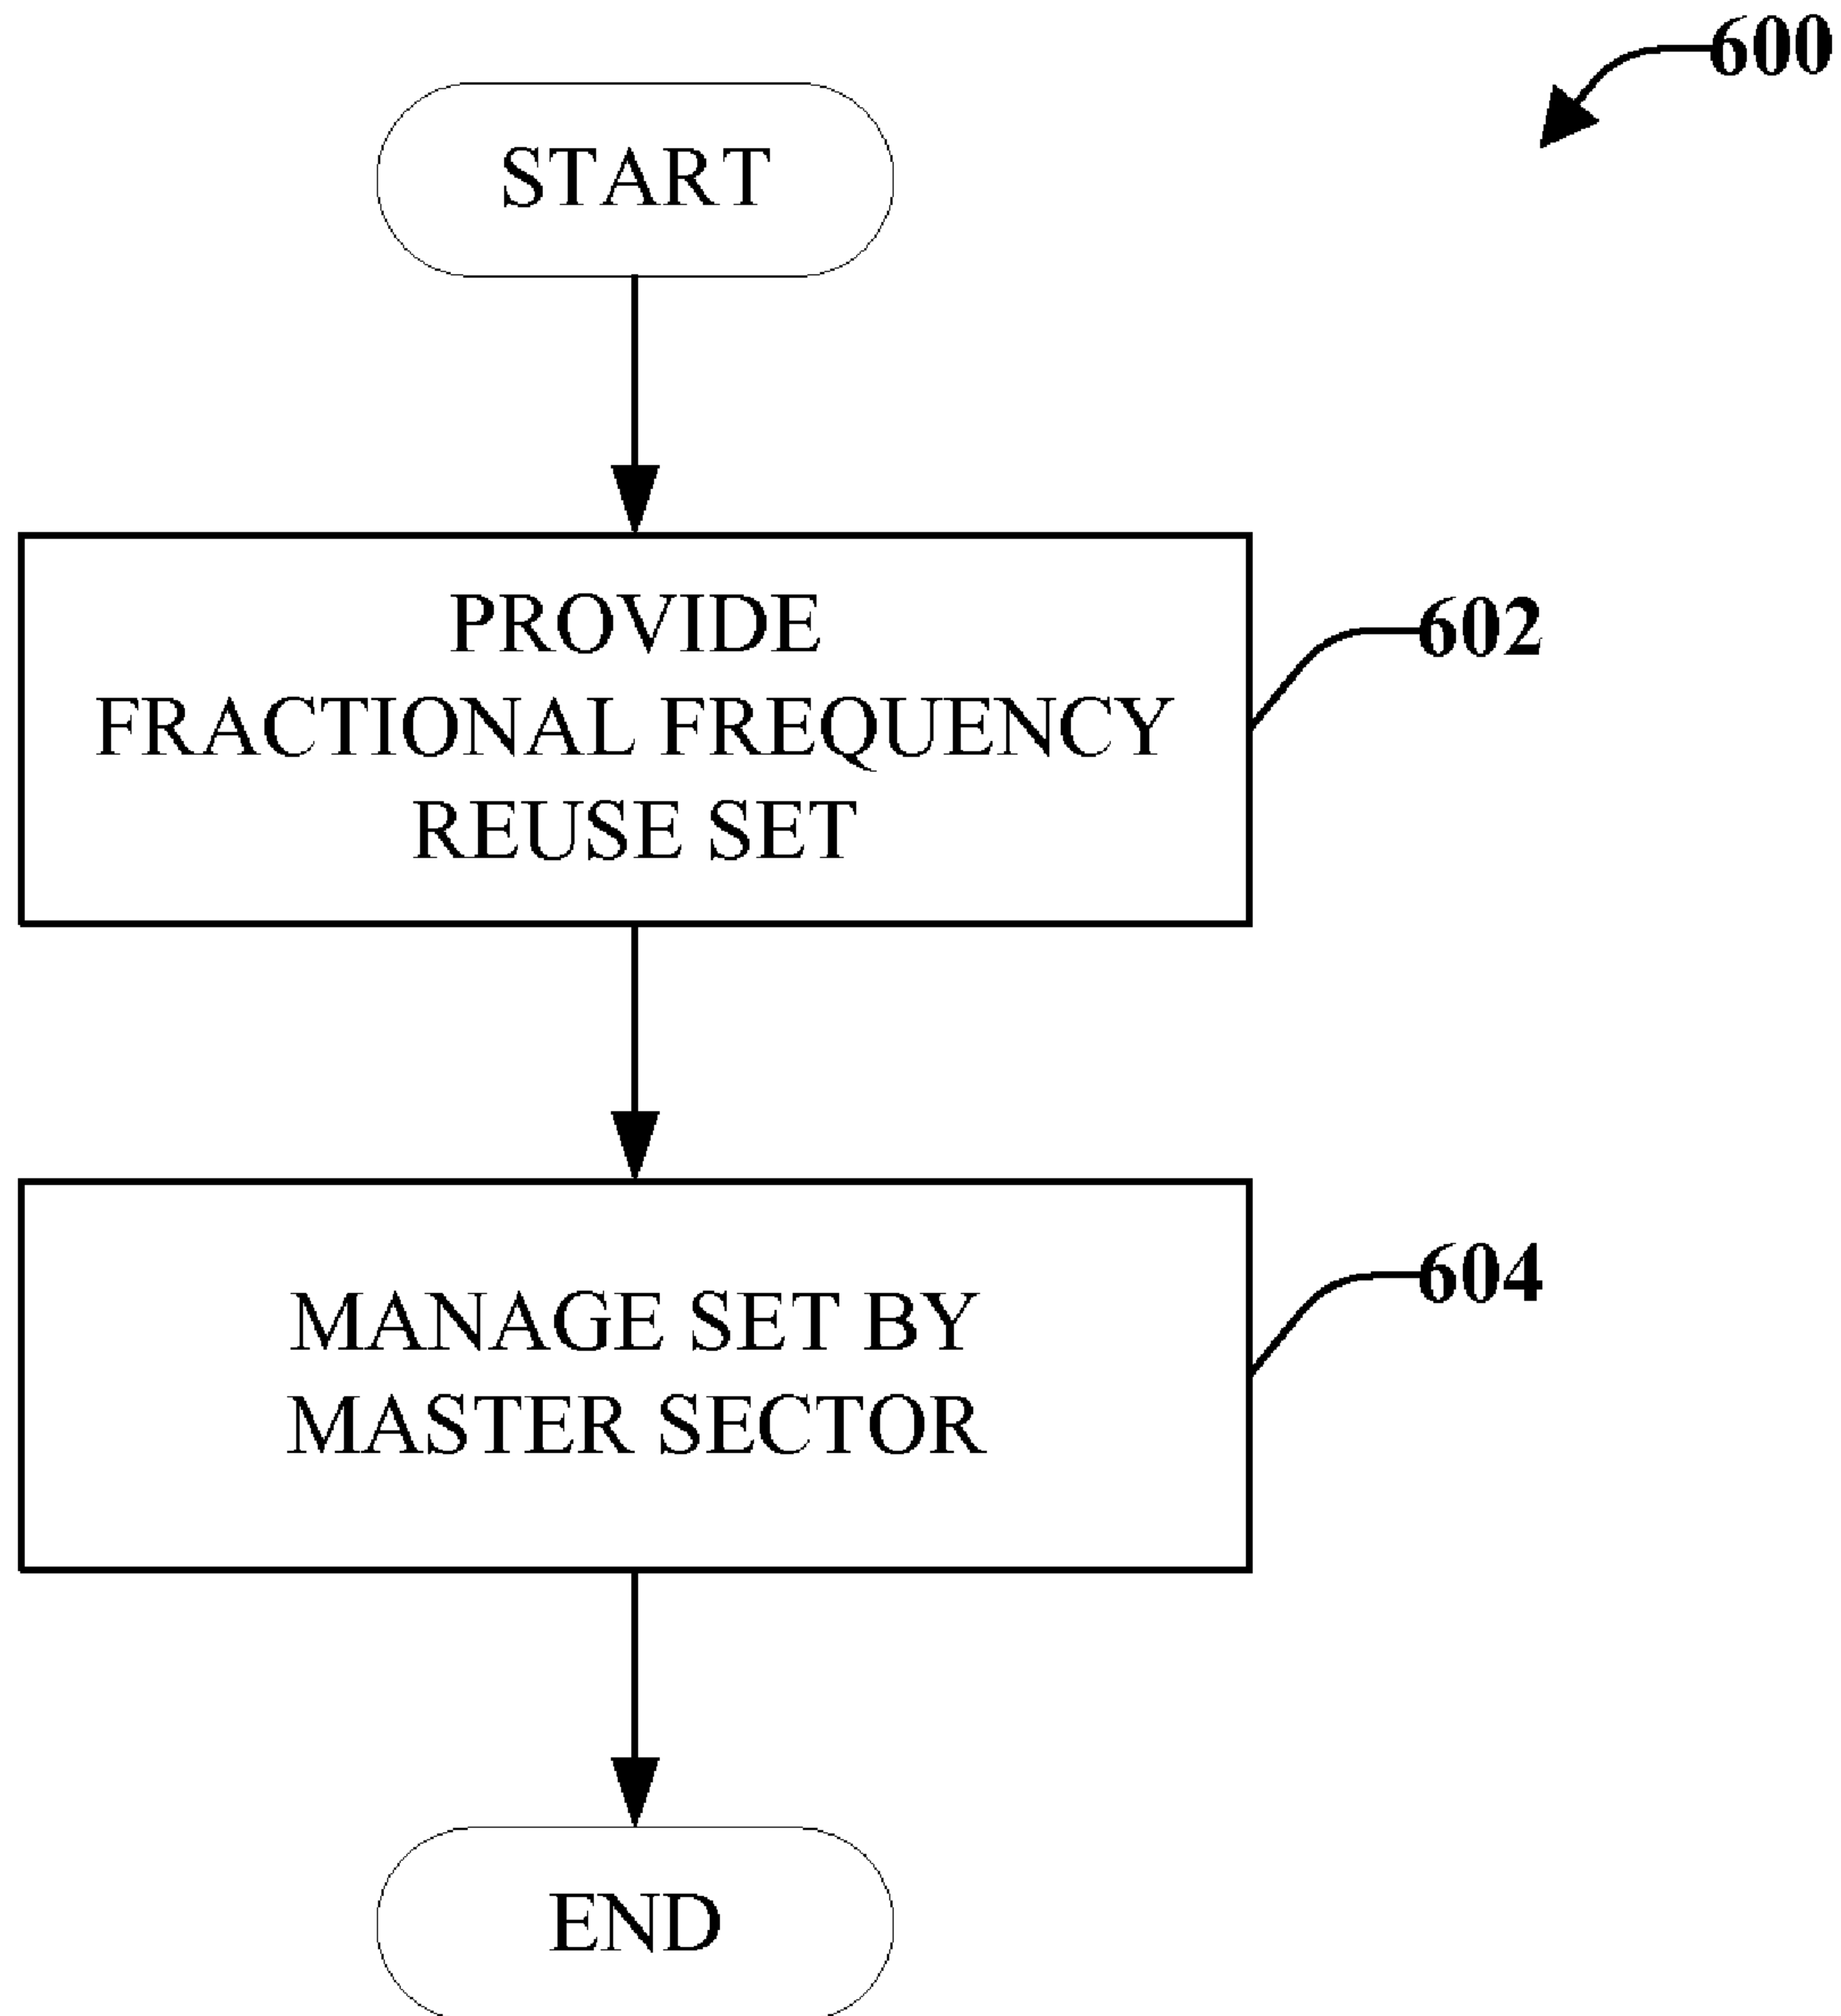 600
START
PROVIDE
FRACTIONAL FREQUENCY
REUSE SET
602
MANAGE SET BY
MASTER SECTOR
604
END